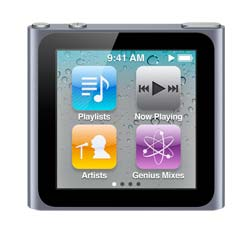 9:41 AM
Playlists
Now Playing
Artists
Genius Mixes